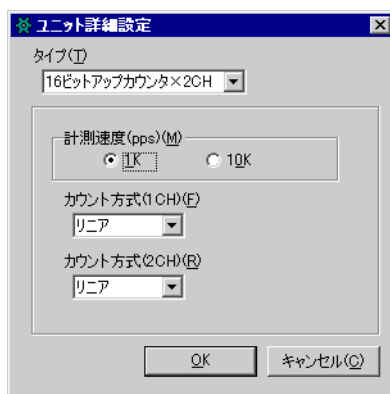 ユニット詳細設定
タイプ(T)
16ビットアップカウンタ×2CH
計測速度(pps)(M)
1K 10K
カウント方式(1CH)(F)
リニア
カウント方式(2CH)(R)
リニア
OK キャンセル(C)